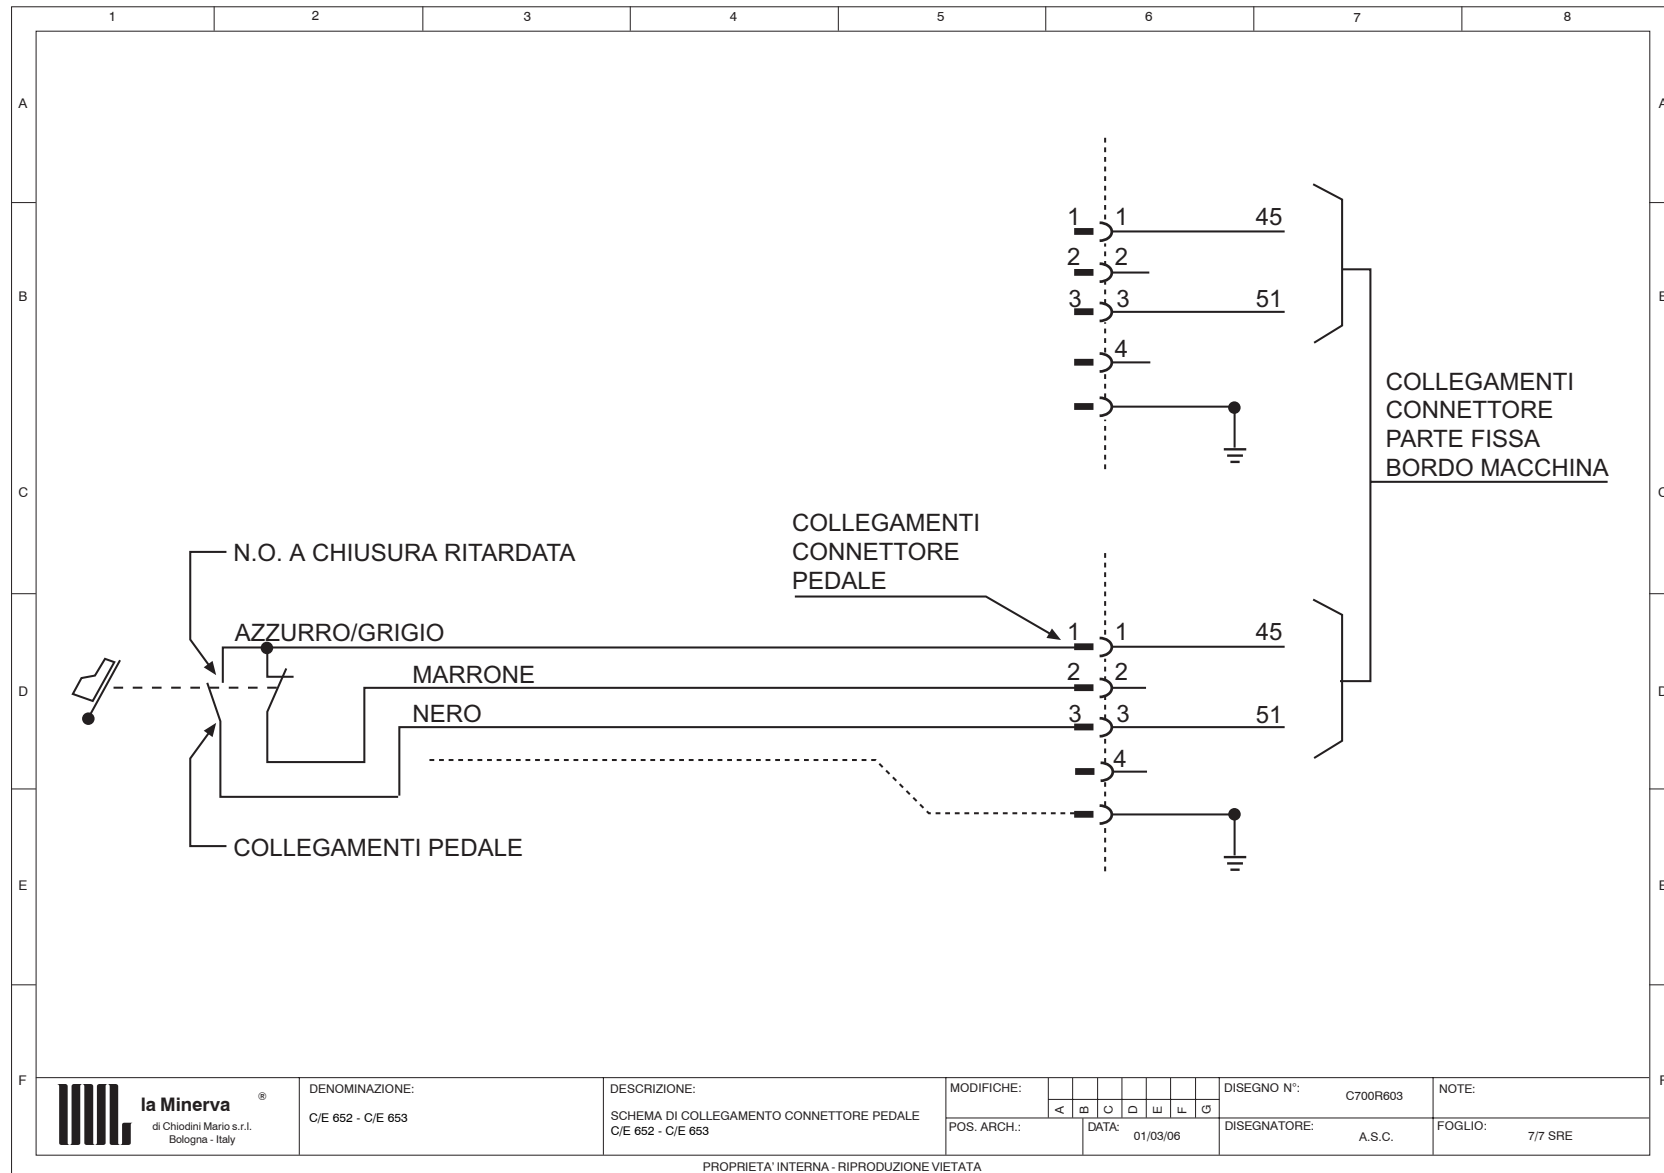 1 2 3 4 5 6 7 8
A A
1 1 45
2 2
B
3 3 51
4
COLLEGAMENTI
CONNETTORE
PARTE FISSA
BORDO MACCHINA
C
COLLEGAMENTI
CONNETTORE
PEDALE
N.O. A CHIUSURA RITARDATA
AZZURRO/GRIGIO 1 1 45
MARRONE 2 2
D D
NERO 3 3 51
4
COLLEGAMENTI PEDALE
E
F
la Minerva ®
di Chiodini Mario s.r.l.
Bologna - Italy
DENOMINAZIONE:
C/E 652 - C/E 653
DESCRIZIONE:
SCHEMA DI COLLEGAMENTO CONNETTORE PEDALE
C/E 652 - C/E 653
MODIFICHE:
A B C D E F G
POS. ARCH.:
DATA: 01/03/06
DISEGNO N°: C700R603
DISEGNATORE: A.S.C.
NOTE:
FOGLIO: 7/7 SRE
PROPRIETA' INTERNA - RIPRODUZIONE VIETATA